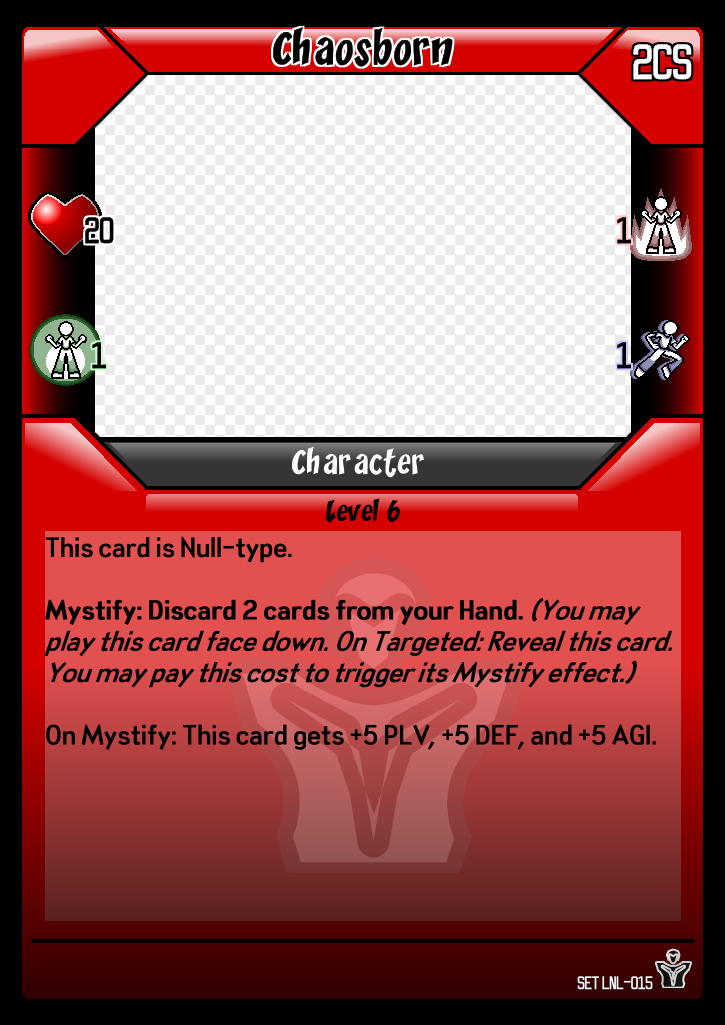 Chaosborn
2CS
20
1
1
1
Character
Level 6
This card is Null-type.
Mystify: Discard 2 cards from your Hand. (You may
play this card face down. On Targeted: Reveal this card.
You may pay this cost to trigger its Mystify effect.)
On Mystify: This card gets +5 PLV, +5 DEF, and +5 AGI.
SET LNL-015